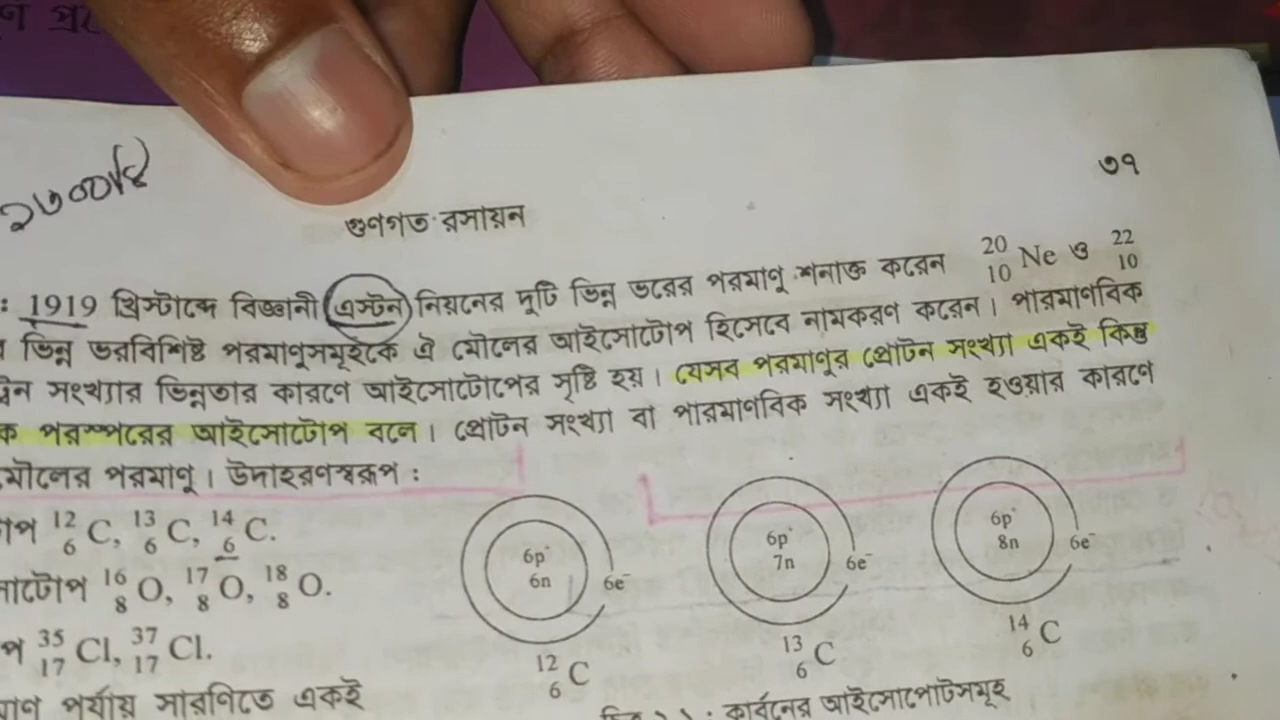 ৩৭
গুণগত রসায়ন
: 1919 খ্রিস্টাব্দে বিজ্ঞানী এস্টন নিয়নের দুটি ভিন্ন ভরের পরমাণু শনাক্ত করেন 20 10 Ne ও 22 10
ভিন্ন ভরবিশিষ্ট পরমাণুসমূহকে ঐ মৌলের আইসোটোপ হিসেবে নামকরণ করেন। পারমাণবিক
সংখ্যার ভিন্নতার কারণে আইসোটোপের সৃষ্টি হয়। যেসব পরমাণুর প্রোটন সংখ্যা একই কিন্তু
ক পরস্পরের আইসোটোপ বলে। প্রোটন সংখ্যা বা পারমাণবিক সংখ্যা একই হওয়ার কারণে
মৌলের পরমাণু। উদাহরণস্বরূপ :
12 6 C, 13 6 C, 14 6 C.
16 8 O, 17 8 O, 18 8 O.
35 17 Cl, 37 17 Cl.
পর্যায় সারণিতে একই
6p
6n
6e⁻
12 6 C
6p
7n
6e⁻
13 6 C
6p
8n
6e⁻
14 6 C
: কার্বনের আইসোপোটসমূহ